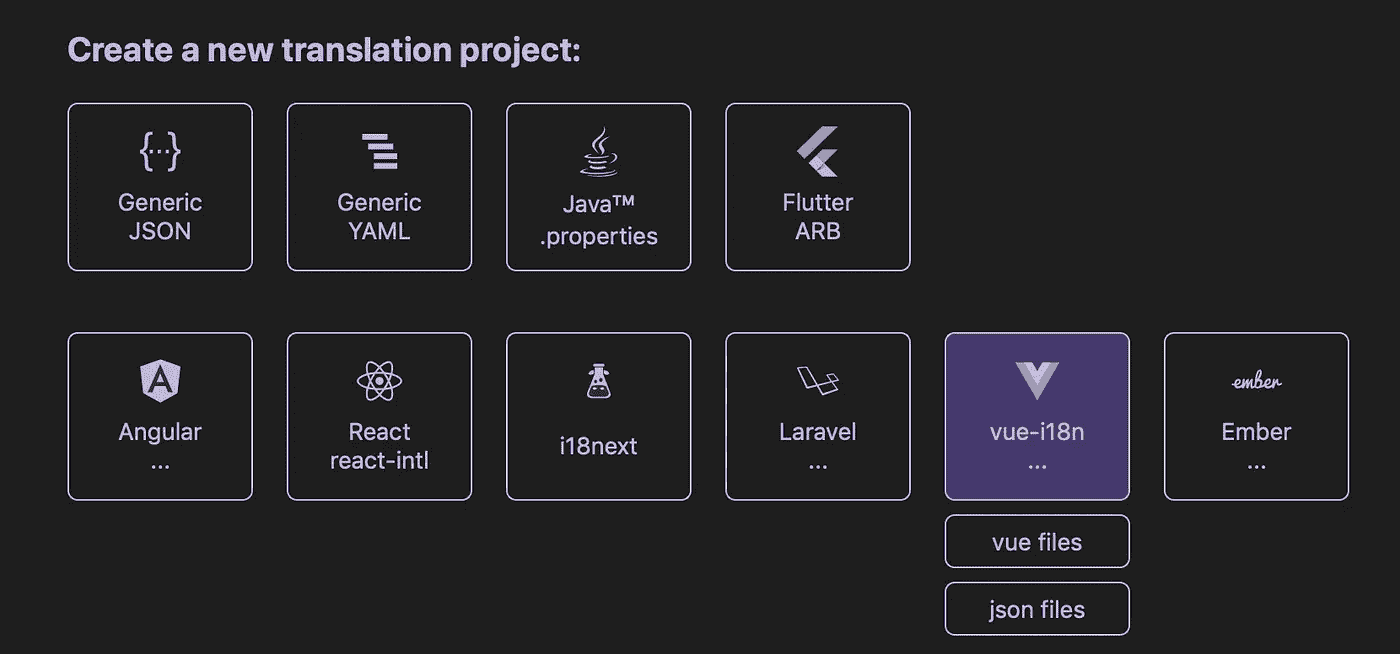 Create a new translation project:
{...}
Generic
JSON
Generic
YAML
Java™
.properties
Flutter
ARB
A
Angular
...
React
react-intl
i18next
Laravel
...
vue-i18n
...
ember
Ember
...
vue files
json files